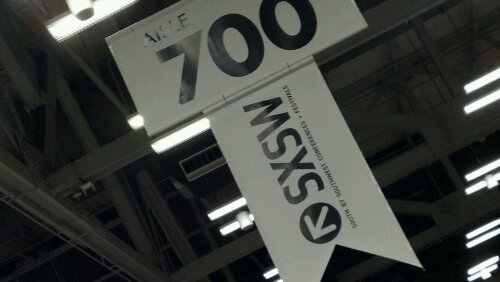 AISLE
700
SXSW
SOUTH BY SOUTHWEST CONFERENCES + FESTIVALS